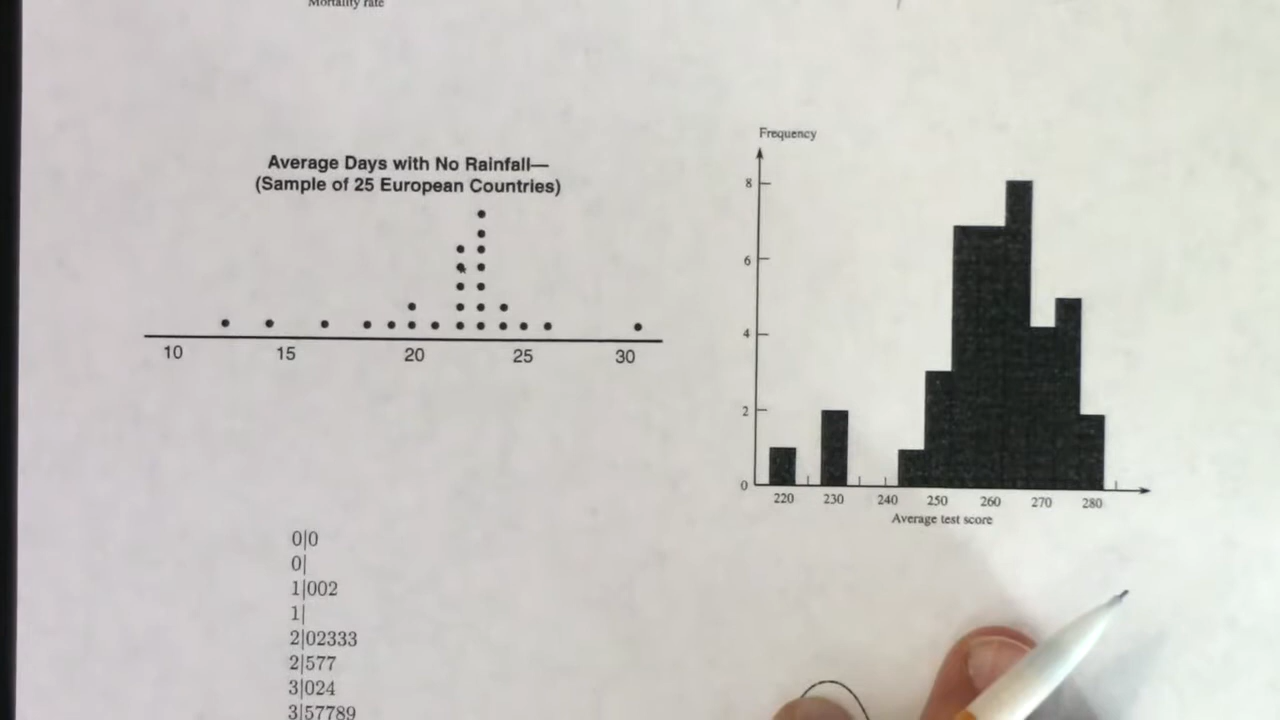 Mortality rate
Average Days with No Rainfall—
(Sample of 25 European Countries)
10 15 20 25 30
Frequency
8
6
4
2
0
220 230 240 250 260 270 280
Average test score
0|0
0|
1|002
1|
2|02333
2|577
3|024
3|57789